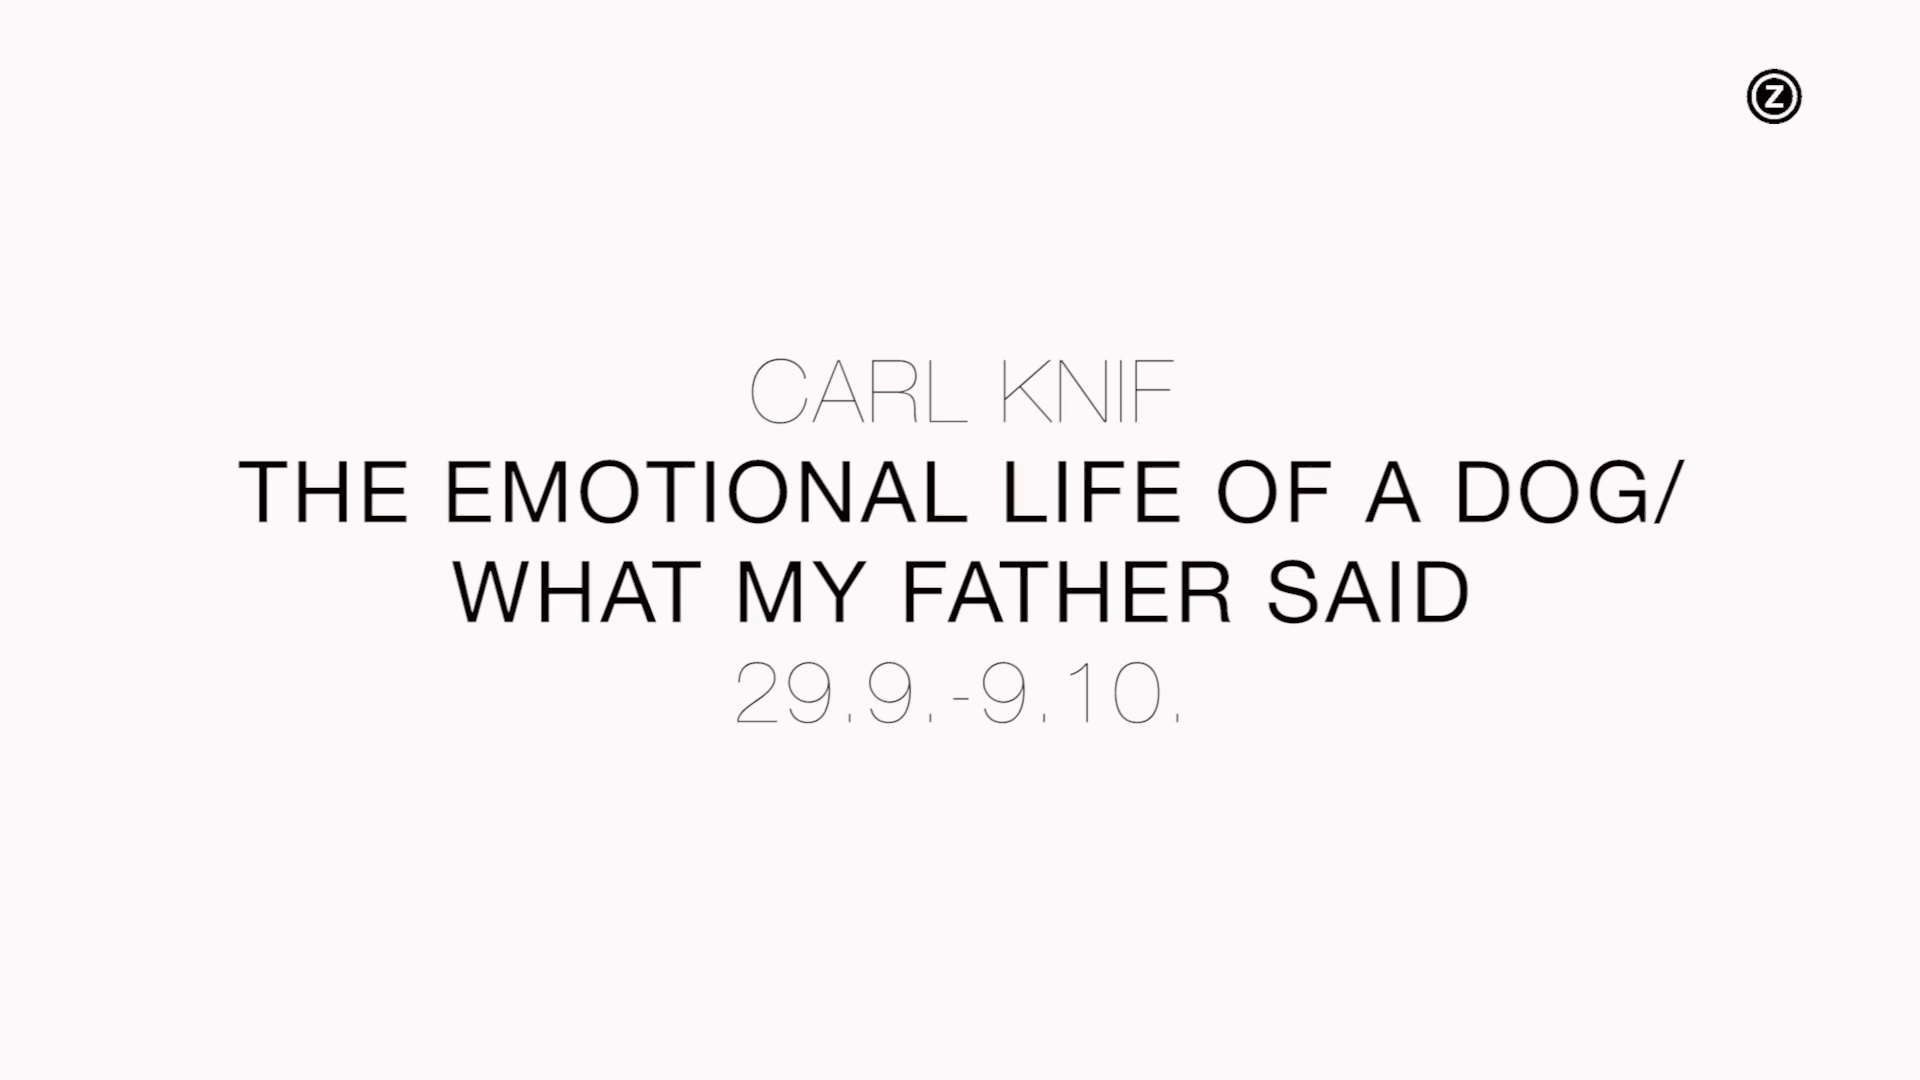 Z
CARL KNIF
THE EMOTIONAL LIFE OF A DOG/
WHAT MY FATHER SAID
29.9.-9.10.